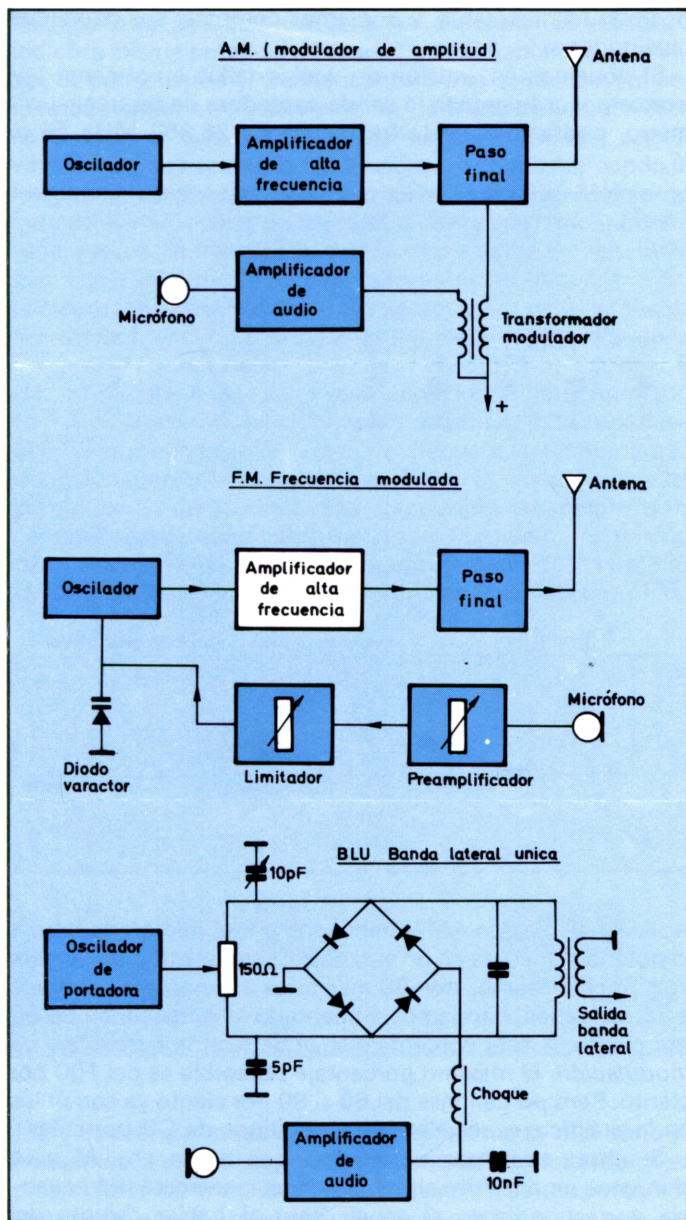 A.M. ( modulador de amplitud )
Antena
Oscilador
Amplificador
de alta
frecuencia
Paso
final
Amplificador
de
audio
Micrófono
Transformador
modulador
+
F.M. Frecuencia modulada
Antena
Oscilador
Amplificador
de alta
frecuencia
Paso
final
Micrófono
Diodo
varactor
Limitador
Preamplificador
BLU Banda lateral unica
10pF
Oscilador
de
portadora
150Ω
Salida
banda
lateral
5pF
Choque
Amplificador
de
audio
10nF